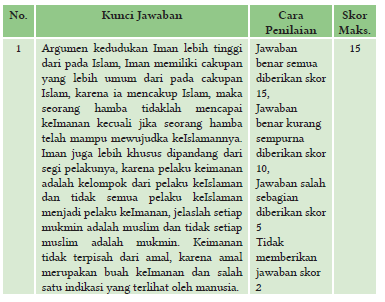 No. Kunci Jawaban Cara Penilaian Skor Maks.
1 Argumen kedudukan Iman lebih tinggi
dari pada Islam, Iman memiliki cakupan
yang lebih umum dari pada cakupan
Islam, karena ia mencakup Islam, maka
seorang hamba tidaklah mencapai
keImanan kecuali jika seorang hamba
telah mampu mewujudka keIslamannya.
Iman juga lebih khusus dipandang dari
segi pelakunya, karena pelaku keimanan
adalah kelompok dari pelaku keIslaman
dan tidak semua pelaku keIslaman
menjadi pelaku keImanan, jelaslah setiap
mukmin adalah muslim dan tidak setiap
muslim adalah mukmin. Keimanan
tidak terpisah dari amal, karena amal
merupakan buah keImanan dan salah
satu indikasi yang terlihat oleh manusia.
Jawaban
benar semua
diberikan skor
15,
Jawaban
benar kurang
sempurna
diberikan skor
10,
Jawaban salah
sebagian
diberikan skor
5
Tidak
memberikan
jawaban skor
2
15